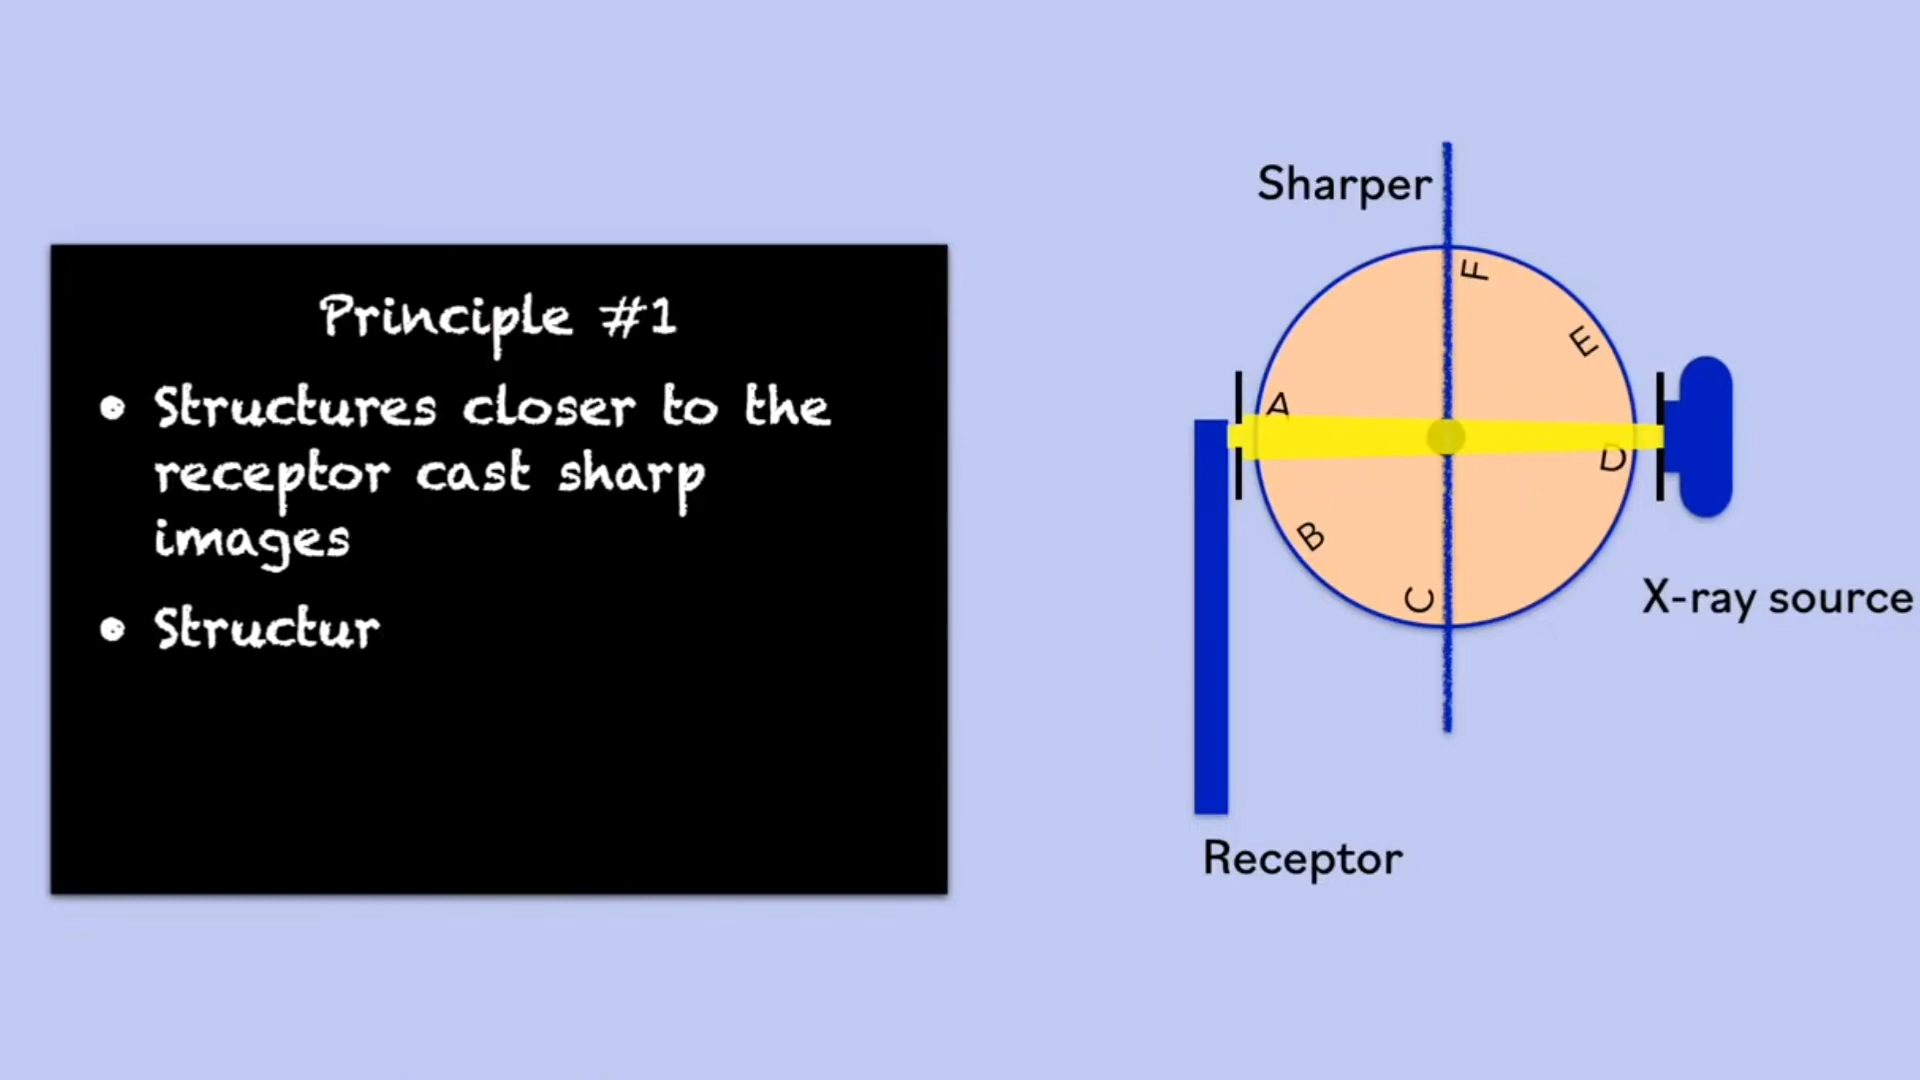 Principle #1
• Structures closer to the
receptor cast sharp
images
• Structur
Sharper
F
E
A
D
B
C
X-ray source
Receptor